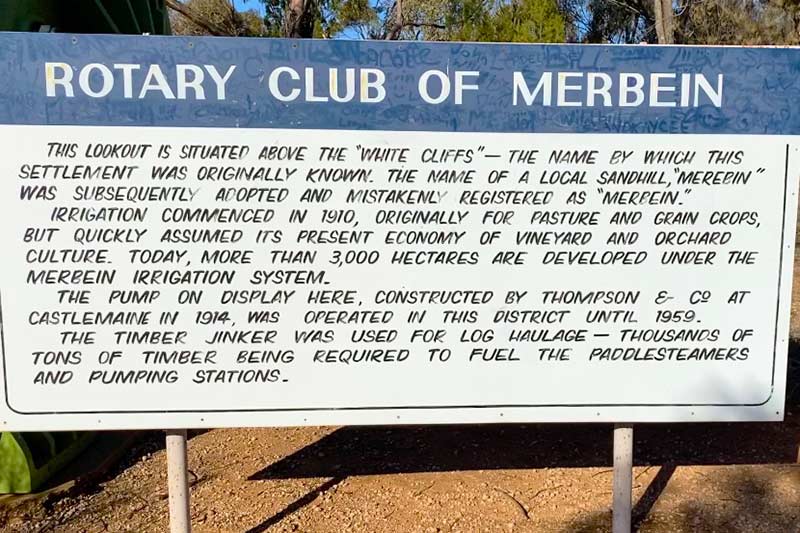 ROTARY CLUB OF MERBEIN
THIS LOOKOUT IS SITUATED ABOVE THE "WHITE CLIFFS" — THE NAME BY WHICH THIS
SETTLEMENT WAS ORIGINALLY KNOWN. THE NAME OF A LOCAL SANDHILL, "MEREBIN"
WAS SUBSEQUENTLY ADOPTED AND MISTAKENLY REGISTERED AS "MERBEIN."
IRRIGATION COMMENCED IN 1910, ORIGINALLY FOR PASTURE AND GRAIN CROPS,
BUT QUICKLY ASSUMED ITS PRESENT ECONOMY OF VINEYARD AND ORCHARD
CULTURE. TODAY, MORE THAN 3,000 HECTARES ARE DEVELOPED UNDER THE
MERBEIN IRRIGATION SYSTEM.
THE PUMP ON DISPLAY HERE, CONSTRUCTED BY THOMPSON & CO AT
CASTLEMAINE IN 1914, WAS OPERATED IN THIS DISTRICT UNTIL 1959.
THE TIMBER JINKER WAS USED FOR LOG HAULAGE — THOUSANDS OF
TONS OF TIMBER BEING REQUIRED TO FUEL THE PADDLESTEAMERS
AND PUMPING STATIONS.